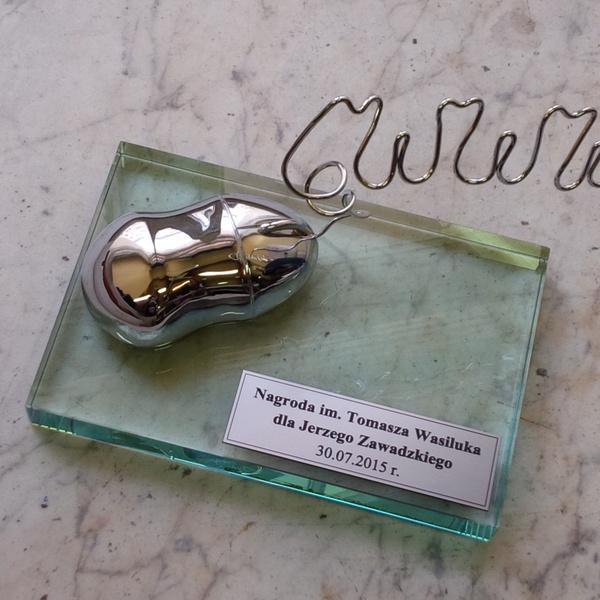 Nagroda im. Tomasza Wasiluka
dla Jerzego Zawadzkiego
30.07.2015 r.